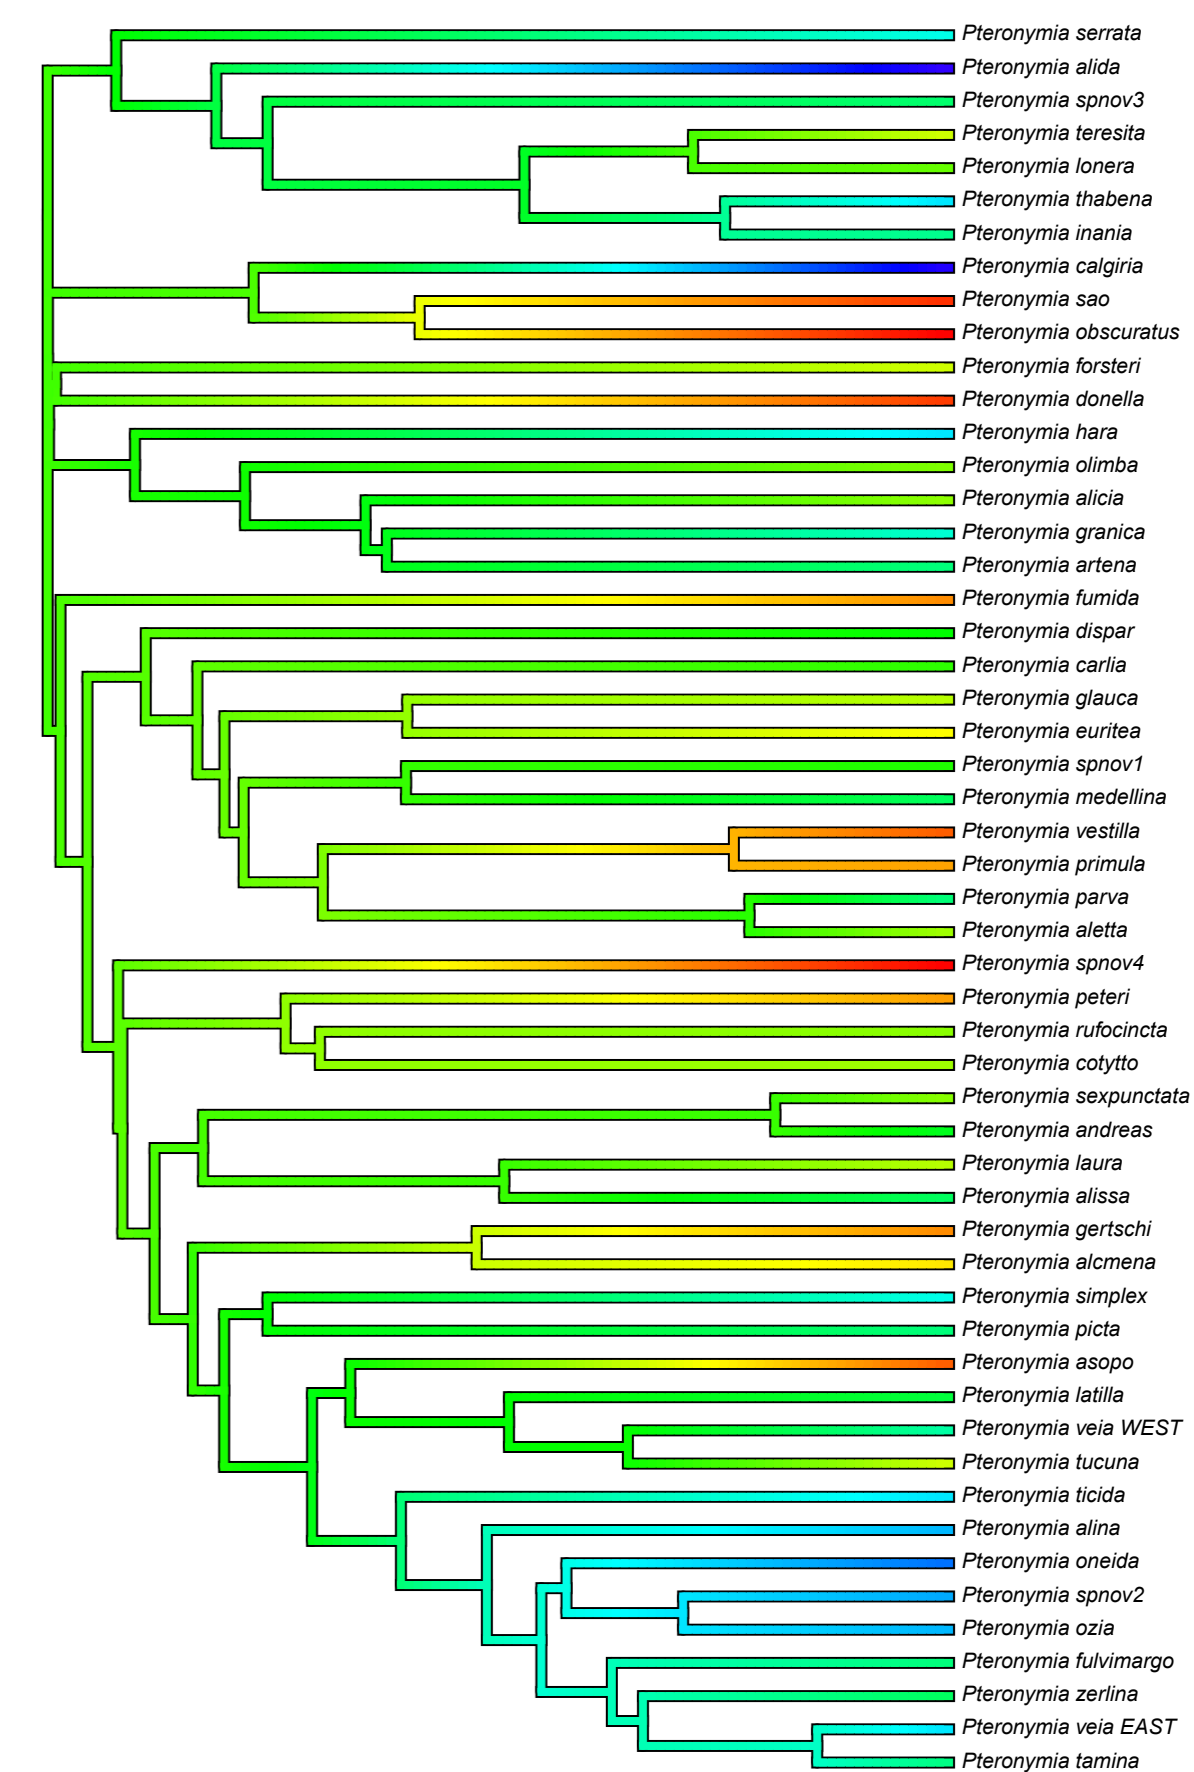 Pteronymia serrata
Pteronymia alida
Pteronymia spnov3
Pteronymia teresita
Pteronymia lonera
Pteronymia thabena
Pteronymia inania
Pteronymia calgiria
Pteronymia sao
Pteronymia obscuratus
Pteronymia forsteri
Pteronymia donella
Pteronymia hara
Pteronymia olimba
Pteronymia alicia
Pteronymia granica
Pteronymia artena
Pteronymia fumida
Pteronymia dispar
Pteronymia carlia
Pteronymia glauca
Pteronymia euritea
Pteronymia spnov1
Pteronymia medellina
Pteronymia vestilla
Pteronymia primula
Pteronymia parva
Pteronymia aletta
Pteronymia spnov4
Pteronymia peteri
Pteronymia rufocincta
Pteronymia cotytto
Pteronymia sexpunctata
Pteronymia andreas
Pteronymia laura
Pteronymia alissa
Pteronymia gertschi
Pteronymia alcmena
Pteronymia simplex
Pteronymia picta
Pteronymia asopo
Pteronymia latilla
Pteronymia veia WEST
Pteronymia tucuna
Pteronymia ticida
Pteronymia alina
Pteronymia oneida
Pteronymia spnov2
Pteronymia ozia
Pteronymia fulvimargo
Pteronymia zerlina
Pteronymia veia EAST
Pteronymia tamina